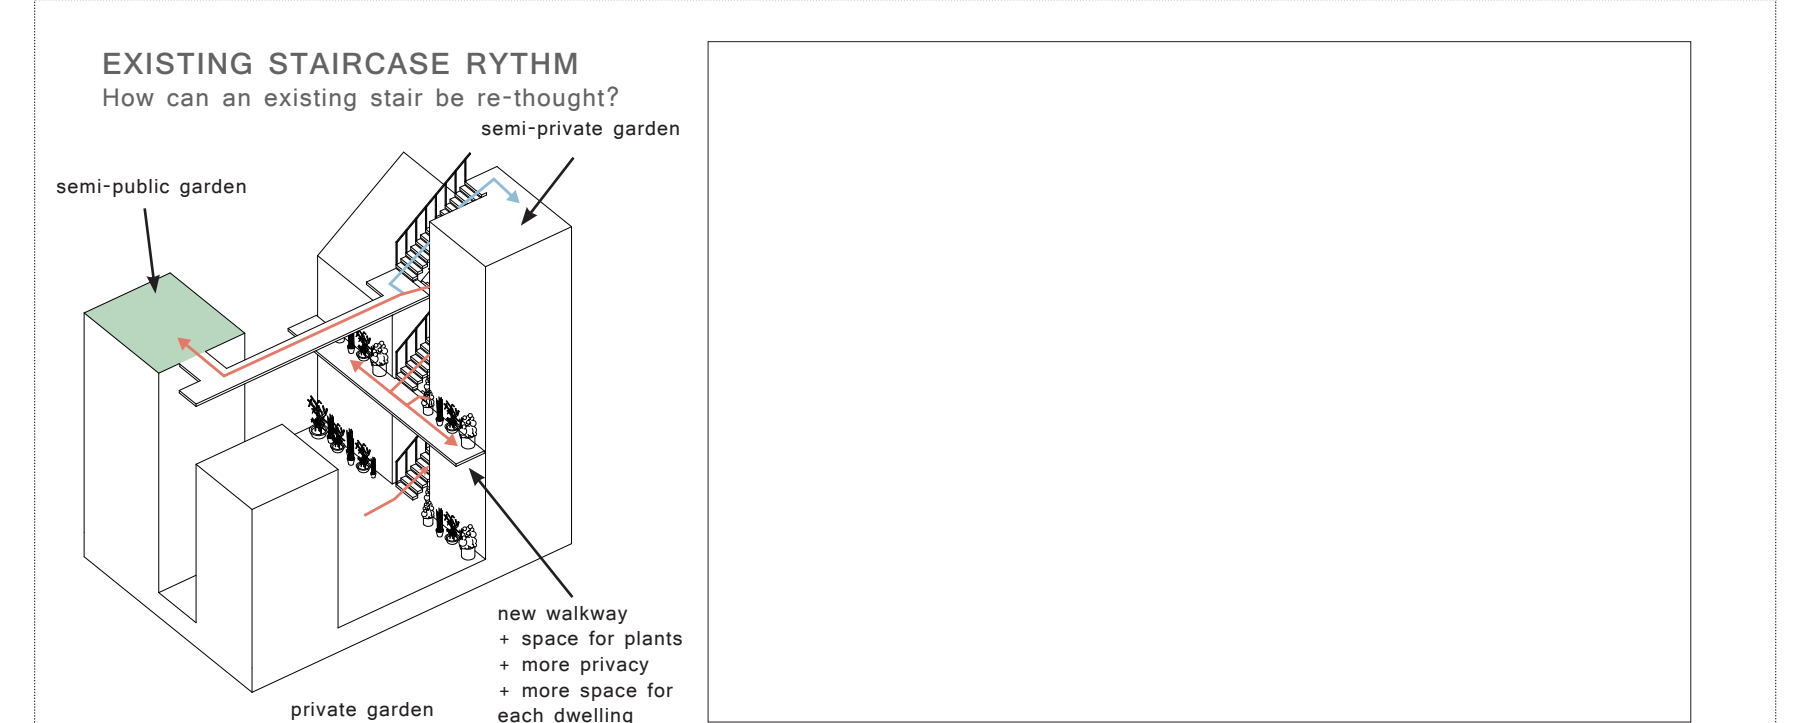 EXISTING STAIRCASE RYTHM
How can an existing stair be re-thought?
semi-private garden
semi-public garden
new walkway
+ space for plants
+ more privacy
+ more space for
each dwelling
private garden